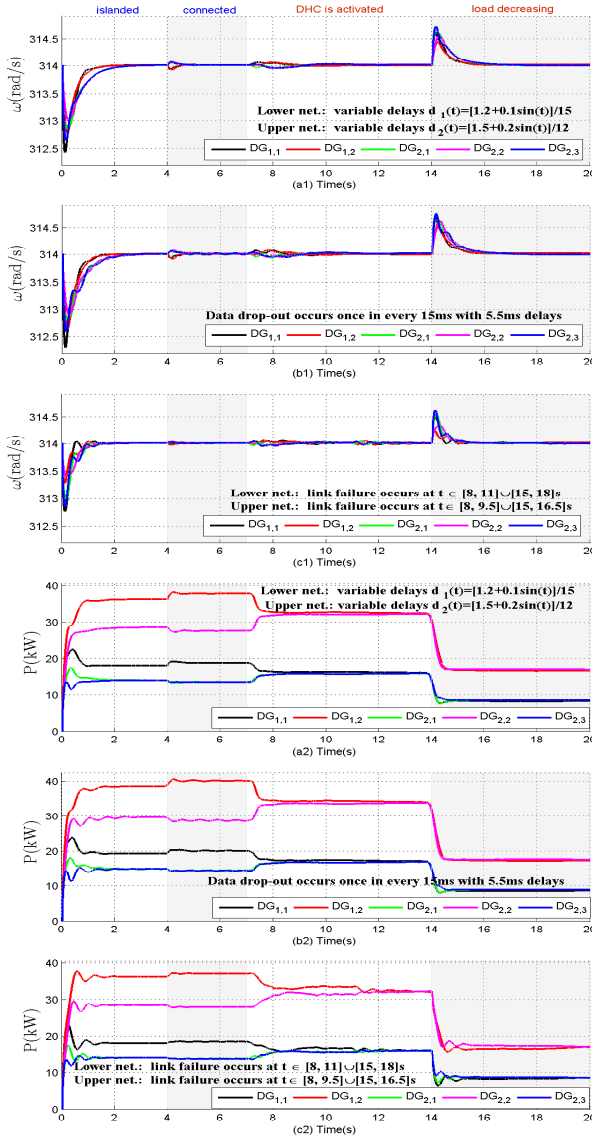 islanded connected DHC is activated load decreasing
314.5
314
313.5
313
312.5
ω(rad/s)
Lower net.: variable delays d 1(t)=[1.2+0.1sin(t)]/15
Upper net.: variable delays d 2(t)=[1.5+0.2sin(t)]/12
DG1,1 DG1,2 DG2,1 DG2,2 DG2,3
0 2 4 6 8 10 12 14 16 18 20
(a1) Time(s)
314.5
314
313.5
313
312.5
ω(rad/s)
Data drop-out occurs once in every 15ms with 5.5ms delays
DG1,1 DG1,2 DG2,1 DG2,2 DG2,3
0 2 4 6 8 10 12 14 16 18 20
(b1) Time(s)
314.5
314
313.5
313
312.5
ω(rad/s)
Lower net.: link failure occurs at t ⊂ [8, 11]∪[15, 18]s
Upper net.: link failure occurs at t∈ [8, 9.5]∪[15, 16.5]s
DG1,1 DG1,2 DG2,1 DG2,2 DG2,3
0 2 4 6 8 10 12 14 16 18 20
(c1) Time(s)
40
30
20
10
0
P(kW)
Lower net.: variable delays d 1(t)=[1.2+0.1sin(t)]/15
Upper net.: variable delays d 2(t)=[1.5+0.2sin(t)]/12
DG1,1 DG1,2 DG2,1 DG2,2 DG2,3
0 2 4 6 8 10 12 14 16 18 20
(a2) Time(s)
40
30
20
10
0
P(kW)
Data drop-out occurs once in every 15ms with 5.5ms delays
DG1,1 DG1,2 DG2,1 DG2,2 DG2,3
0 2 4 6 8 10 12 14 16 18 20
(b2) Time(s)
40
30
20
10
0
P(kW)
Lower net.: link failure occurs at t ∈ [8, 11]∪[15, 18]s
Upper net.: link failure occurs at t∈ [8, 9.5]∪[15, 16.5]s
DG1,1 DG1,2 DG2,1 DG2,2 DG2,3
0 2 4 6 8 10 12 14 16 18 20
(c2) Time(s)